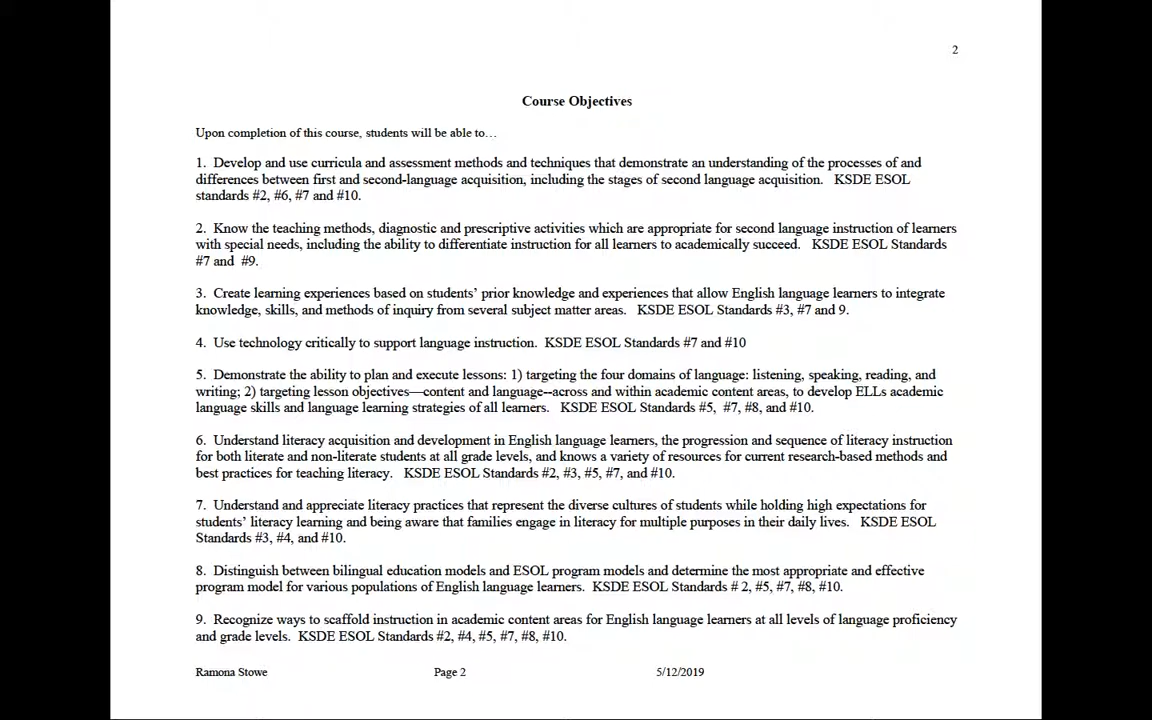 2
Course Objectives
Upon completion of this course, students will be able to…
1.  Develop and use curricula and assessment methods and techniques that demonstrate an understanding of the processes of and
differences between first and second-language acquisition, including the stages of second language acquisition.   KSDE ESOL
standards #2, #6, #7 and #10.
2.  Know the teaching methods, diagnostic and prescriptive activities which are appropriate for second language instruction of learners
with special needs, including the ability to differentiate instruction for all learners to academically succeed.   KSDE ESOL Standards
#7 and  #9.
3.  Create learning experiences based on students’ prior knowledge and experiences that allow English language learners to integrate
knowledge, skills, and methods of inquiry from several subject matter areas.   KSDE ESOL Standards #3, #7 and 9.
4.  Use technology critically to support language instruction.  KSDE ESOL Standards #7 and #10
5.  Demonstrate the ability to plan and execute lessons: 1) targeting the four domains of language: listening, speaking, reading, and
writing; 2) targeting lesson objectives—content and language--across and within academic content areas, to develop ELLs academic
language skills and language learning strategies of all learners.   KSDE ESOL Standards #5,  #7, #8, and #10.
6.  Understand literacy acquisition and development in English language learners, the progression and sequence of literacy instruction
for both literate and non-literate students at all grade levels, and knows a variety of resources for current research-based methods and
best practices for teaching literacy.   KSDE ESOL Standards #2, #3, #5, #7, and #10.
7.  Understand and appreciate literacy practices that represent the diverse cultures of students while holding high expectations for
students’ literacy learning and being aware that families engage in literacy for multiple purposes in their daily lives.   KSDE ESOL
Standards #3, #4, and #10.
8.  Distinguish between bilingual education models and ESOL program models and determine the most appropriate and effective
program model for various populations of English language learners.  KSDE ESOL Standards # 2, #5, #7, #8, #10.
9.  Recognize ways to scaffold instruction in academic content areas for English language learners at all levels of language proficiency
and grade levels.  KSDE ESOL Standards #2, #4, #5, #7, #8, #10.
Ramona Stowe Page 2 5/12/2019